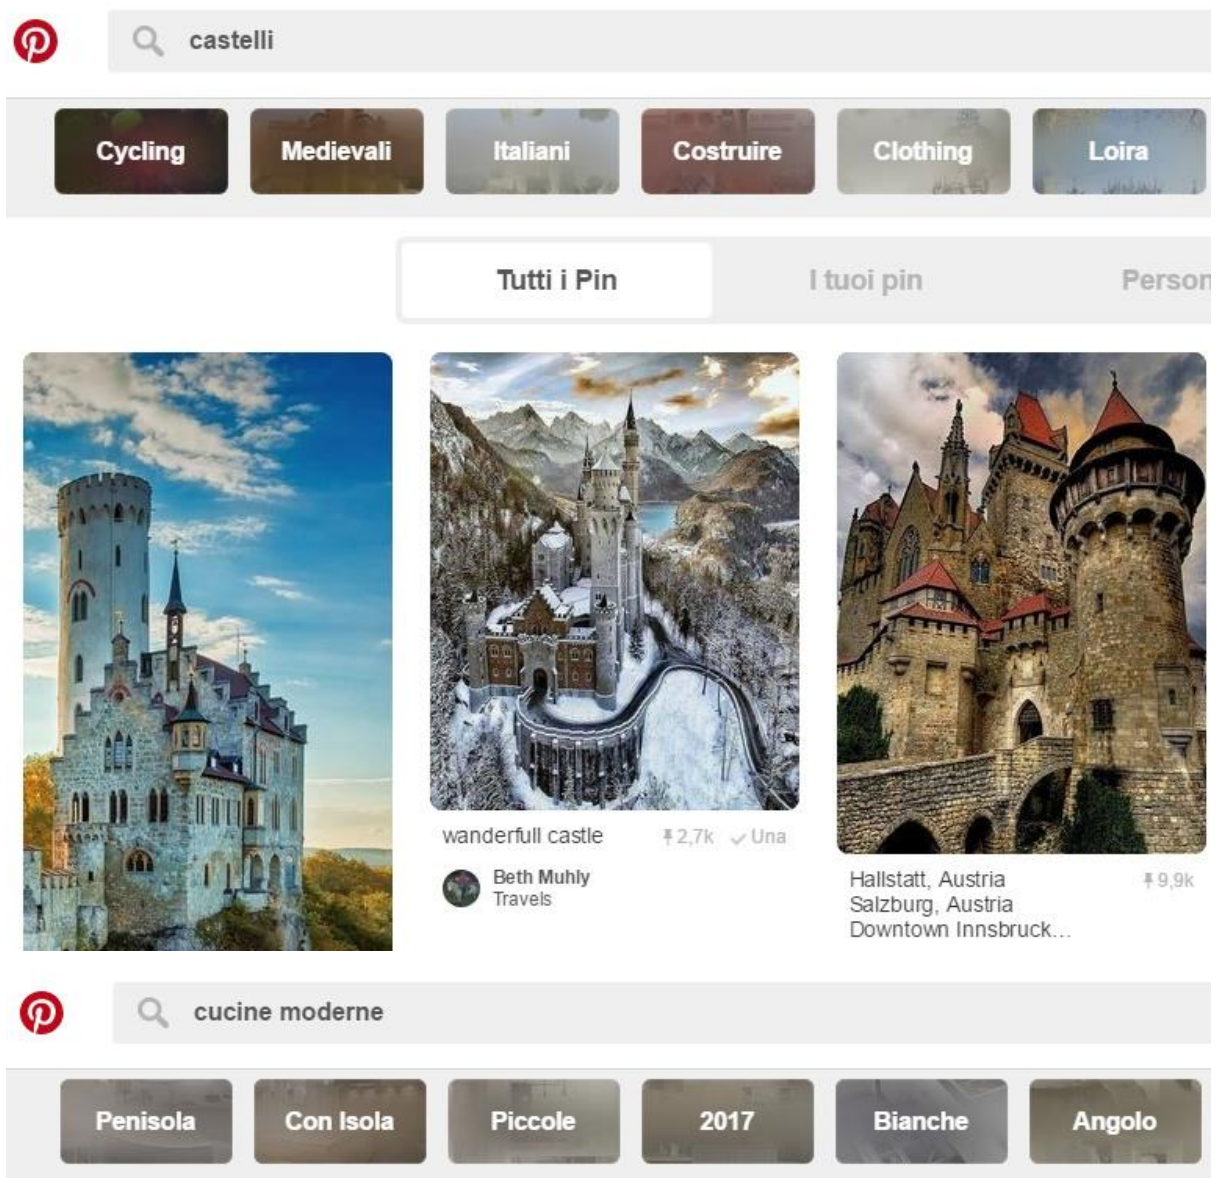 castelli
Cycling Medievali Italiani Costruire Clothing Loira
Tutti i Pin I tuoi pin Person
wanderfull castle 2,7k Una
Beth Muhly
Travels
Hallstatt, Austria 9,9k
Salzburg, Austria
Downtown Innsbruck...
cucine moderne
Penisola Con Isola Piccole 2017 Bianche Angolo